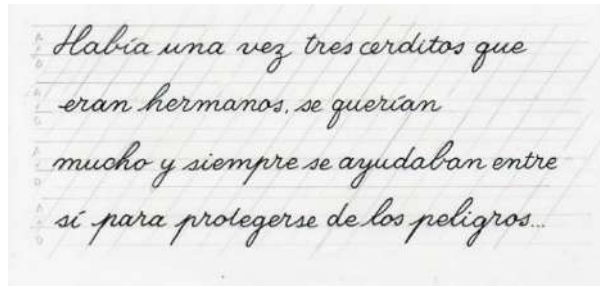 Había una vez tres cerditos que
eran hermanos, se querían
mucho y siempre se ayudaban entre
sí para protegerse de los peligros...